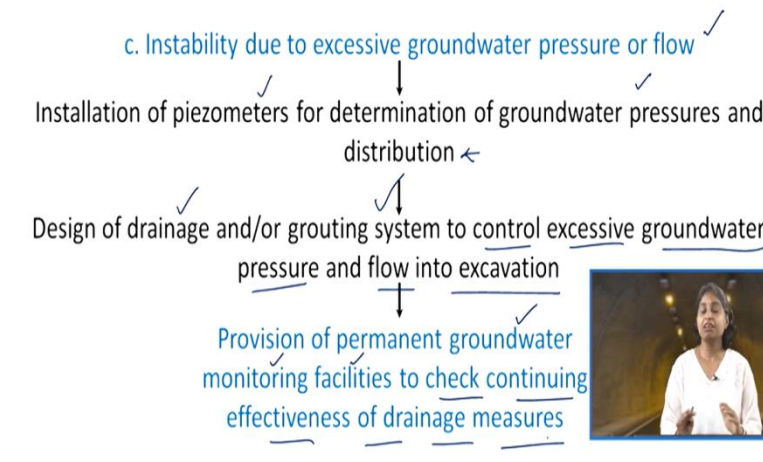 c. Instability due to excessive groundwater pressure or flow
Installation of piezometers for determination of groundwater pressures and
distribution
Design of drainage and/or grouting system to control excessive groundwater
pressure and flow into excavation
Provision of permanent groundwater
monitoring facilities to check continuing
effectiveness of drainage measures